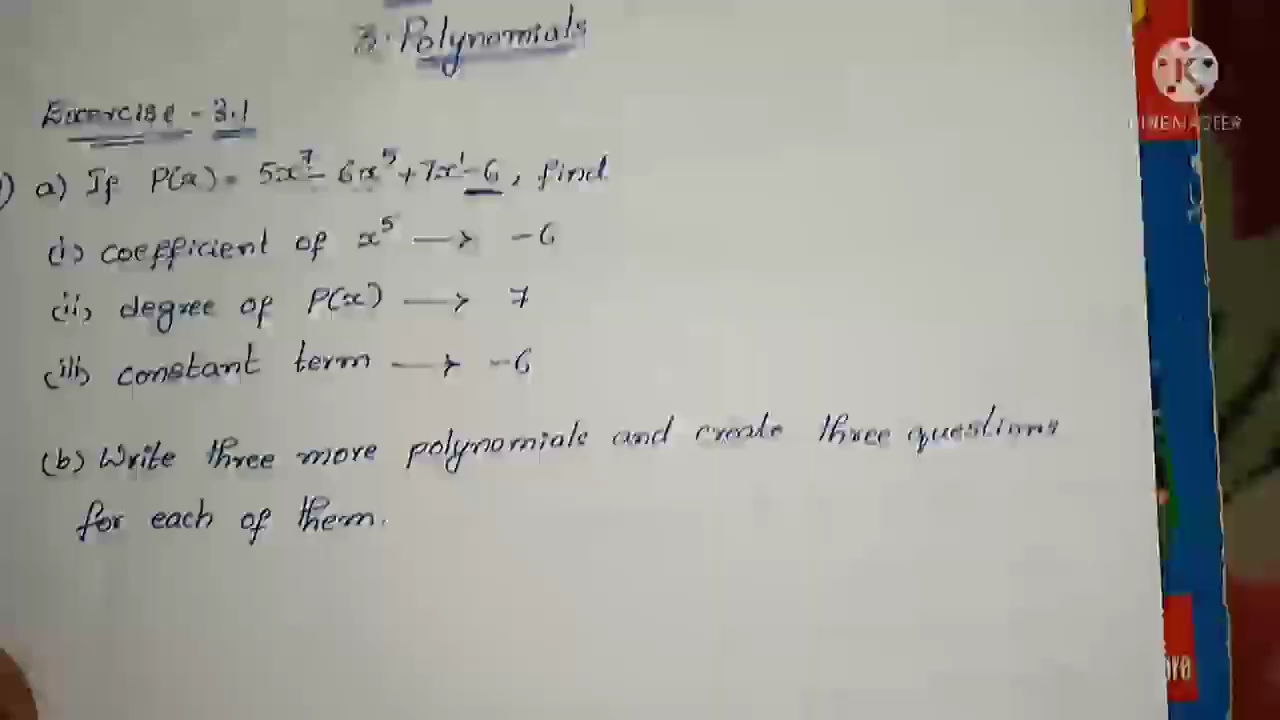 3. Polynomials
Exercise - 3.1
) a) If P(x) = 5x⁷ - 6x⁵ + 7x¹ - 6, find
(i) coefficient of x⁵ → -6
(ii) degree of P(x) → 7
(iii) constant term → -6
(b) Write three more polynomials and create three questions
for each of them.
KINEMASTER